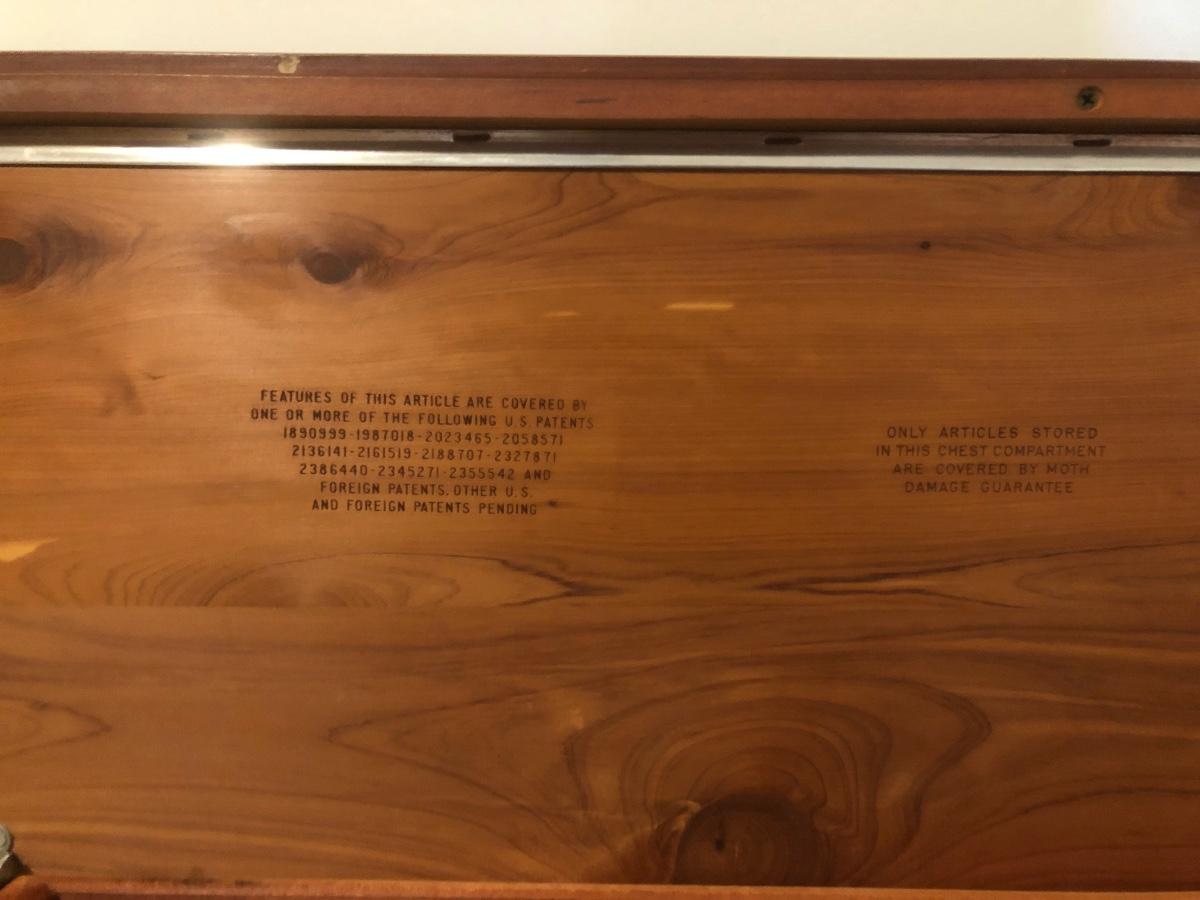 FEATURES OF THIS ARTICLE ARE COVERED BY
ONE OR MORE OF THE FOLLOWING U.S. PATENTS
1890999-1987018-2023465-2058571
2136141-2161519-2188707-2327871
2386440-2345271-2355542 AND
FOREIGN PATENTS. OTHER U.S.
AND FOREIGN PATENTS PENDING
ONLY ARTICLES STORED
IN THIS CHEST COMPARTMENT
ARE COVERED BY MOTH
DAMAGE GUARANTEE